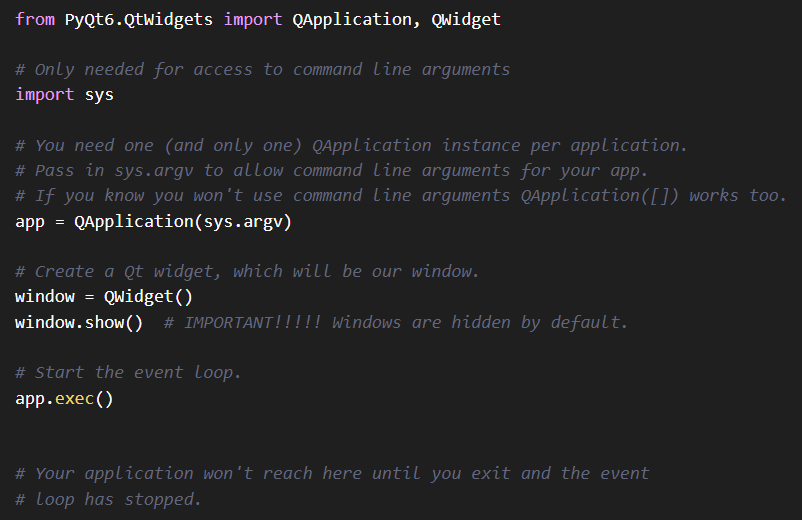 from PyQt6.QtWidgets import QApplication, QWidget
# Only needed for access to command line arguments
import sys
# You need one (and only one) QApplication instance per application.
# Pass in sys.argv to allow command line arguments for your app.
# If you know you won't use command line arguments QApplication([]) works too.
app = QApplication(sys.argv)
# Create a Qt widget, which will be our window.
window = QWidget()
window.show()  # IMPORTANT!!!!! Windows are hidden by default.
# Start the event loop.
app.exec()
# Your application won't reach here until you exit and the event
# loop has stopped.